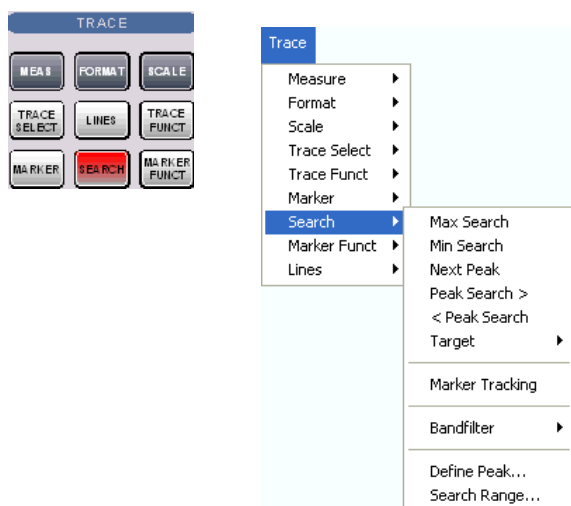 TRACE
MEAS FORMAT SCALE
TRACE SELECT LINES TRACE FUNCT
MARKER SEARCH MARKER FUNCT
Trace
Measure
Format
Scale
Trace Select
Trace Funct
Marker
Search
Marker Funct
Lines
Max Search
Min Search
Next Peak
Peak Search >
< Peak Search
Target
Marker Tracking
Bandfilter
Define Peak...
Search Range...